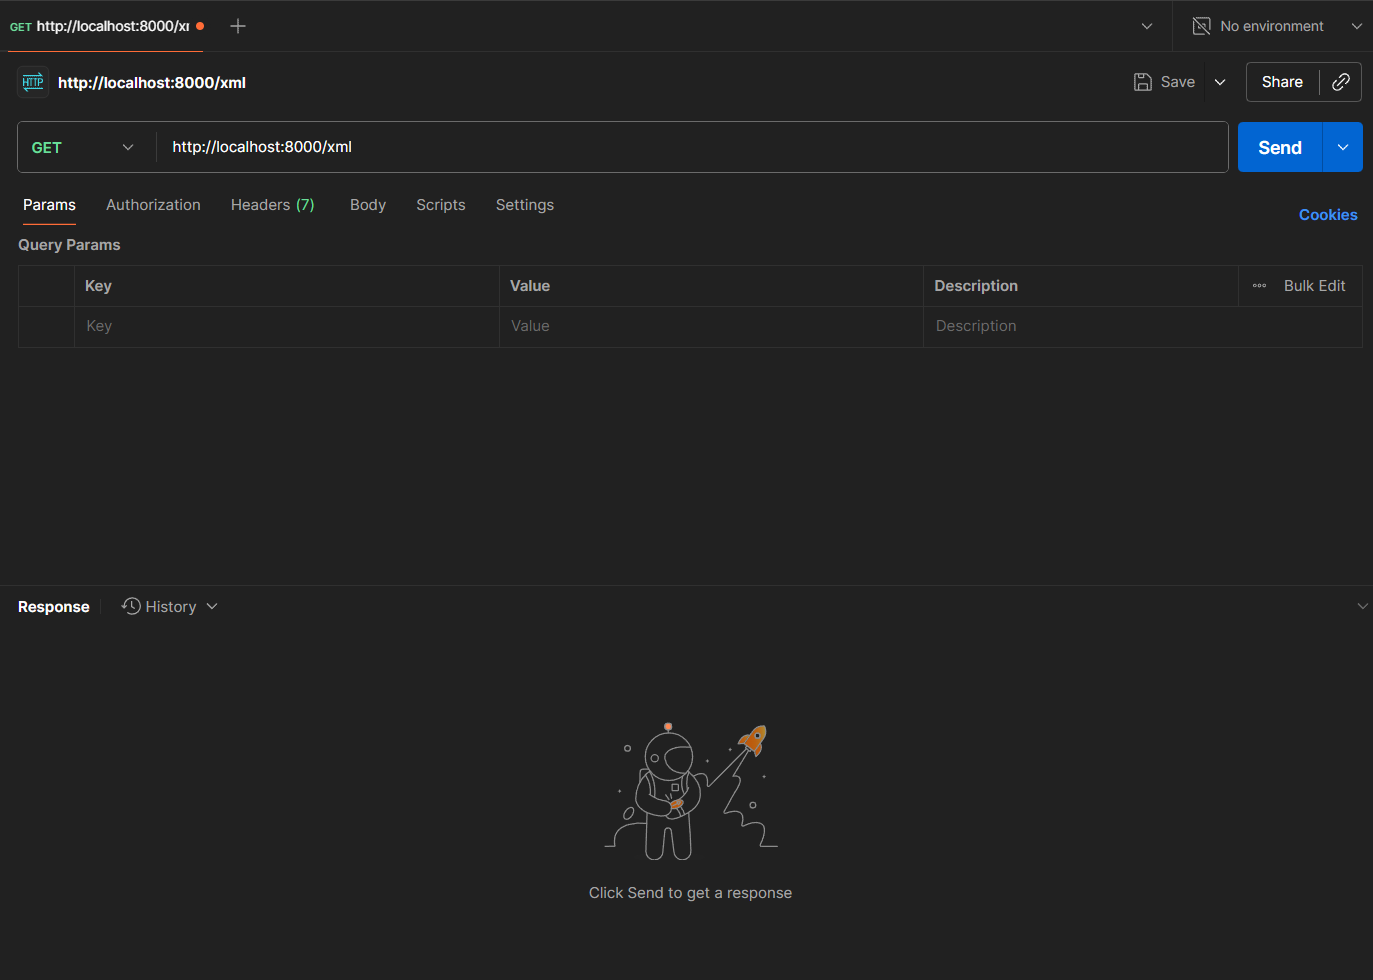 GET http://localhost:8000/x
No environment
HTTP http://localhost:8000/xml
Save
Share
GET http://localhost:8000/xml
Send
Params Authorization Headers (7) Body Scripts Settings
Cookies
Query Params
Key Value Description Bulk Edit
Key Value Description
Response History
Click Send to get a response